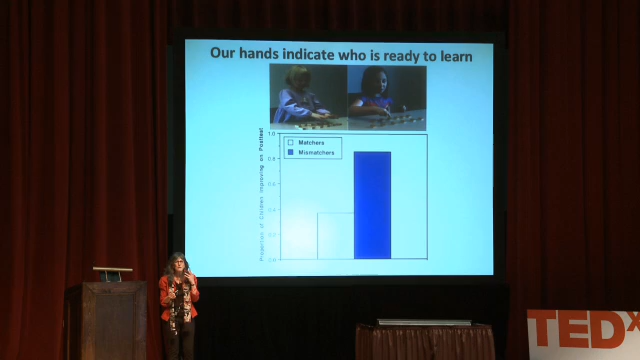 Our hands indicate who is ready to learn
Proportion of Children Improving on Posttest
1.0
0.8
0.6
0.4
0.2
0.0
Matchers
Mismatchers
TEDx